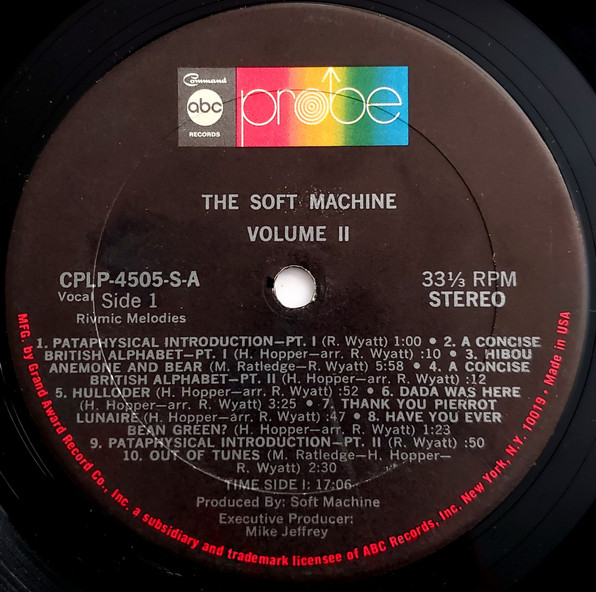 Command
abc
RECORDS
probe
THE SOFT MACHINE
VOLUME II
CPLP-4505-S-A
Vocal Side 1
Rivmic Melodies
33⅓ RPM
STEREO
1. PATAPHYSICAL INTRODUCTION—PT. I (R. Wyatt) 1:00 • 2. A CONCISE
BRITISH ALPHABET—PT. I (H. Hopper—arr. R. Wyatt) :10 • 3. HIBOU
ANEMONE AND BEAR (M. Ratledge-R. Wyatt) 5:58 • 4. A CONCISE
BRITISH ALPHABET—PT. II (H. Hopper—arr. R. Wyatt) :12
5. HULLODER (H. Hopper—arr. R. Wyatt) :52 • 6. DADA WAS HERE
(H. Hopper—arr. R. Wyatt) 3:25 • 7. THANK YOU PIERROT
LUNAIRE (H. Hopper—arr. R. Wyatt) :47 • 8. HAVE YOU EVER
BEAN GREEN? (H. Hopper—arr. R. Wyatt) 1:23
9. PATAPHYSICAL INTRODUCTION—PT. II (R. Wyatt) :50
10. OUT OF TUNES (M. Ratledge—H. Hopper—
R. Wyatt) 2:30
TIME SIDE I: 17:06
Produced By: Soft Machine
Executive Producer:
Mike Jeffrey
MFG. by Grand Award Record Co., Inc. a subsidiary and trademark licensee of ABC Records, Inc. New York, N.Y. 10019 • Made in USA